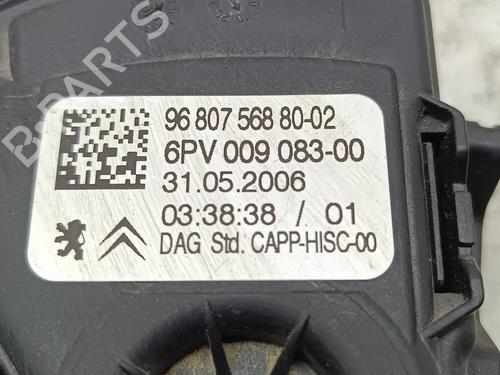 B-PARTS
96 807 568 80-02
6PV 009 083-00
31.05.2006
03:38:38 / 01
DAG Std. CAPP-HISC-00